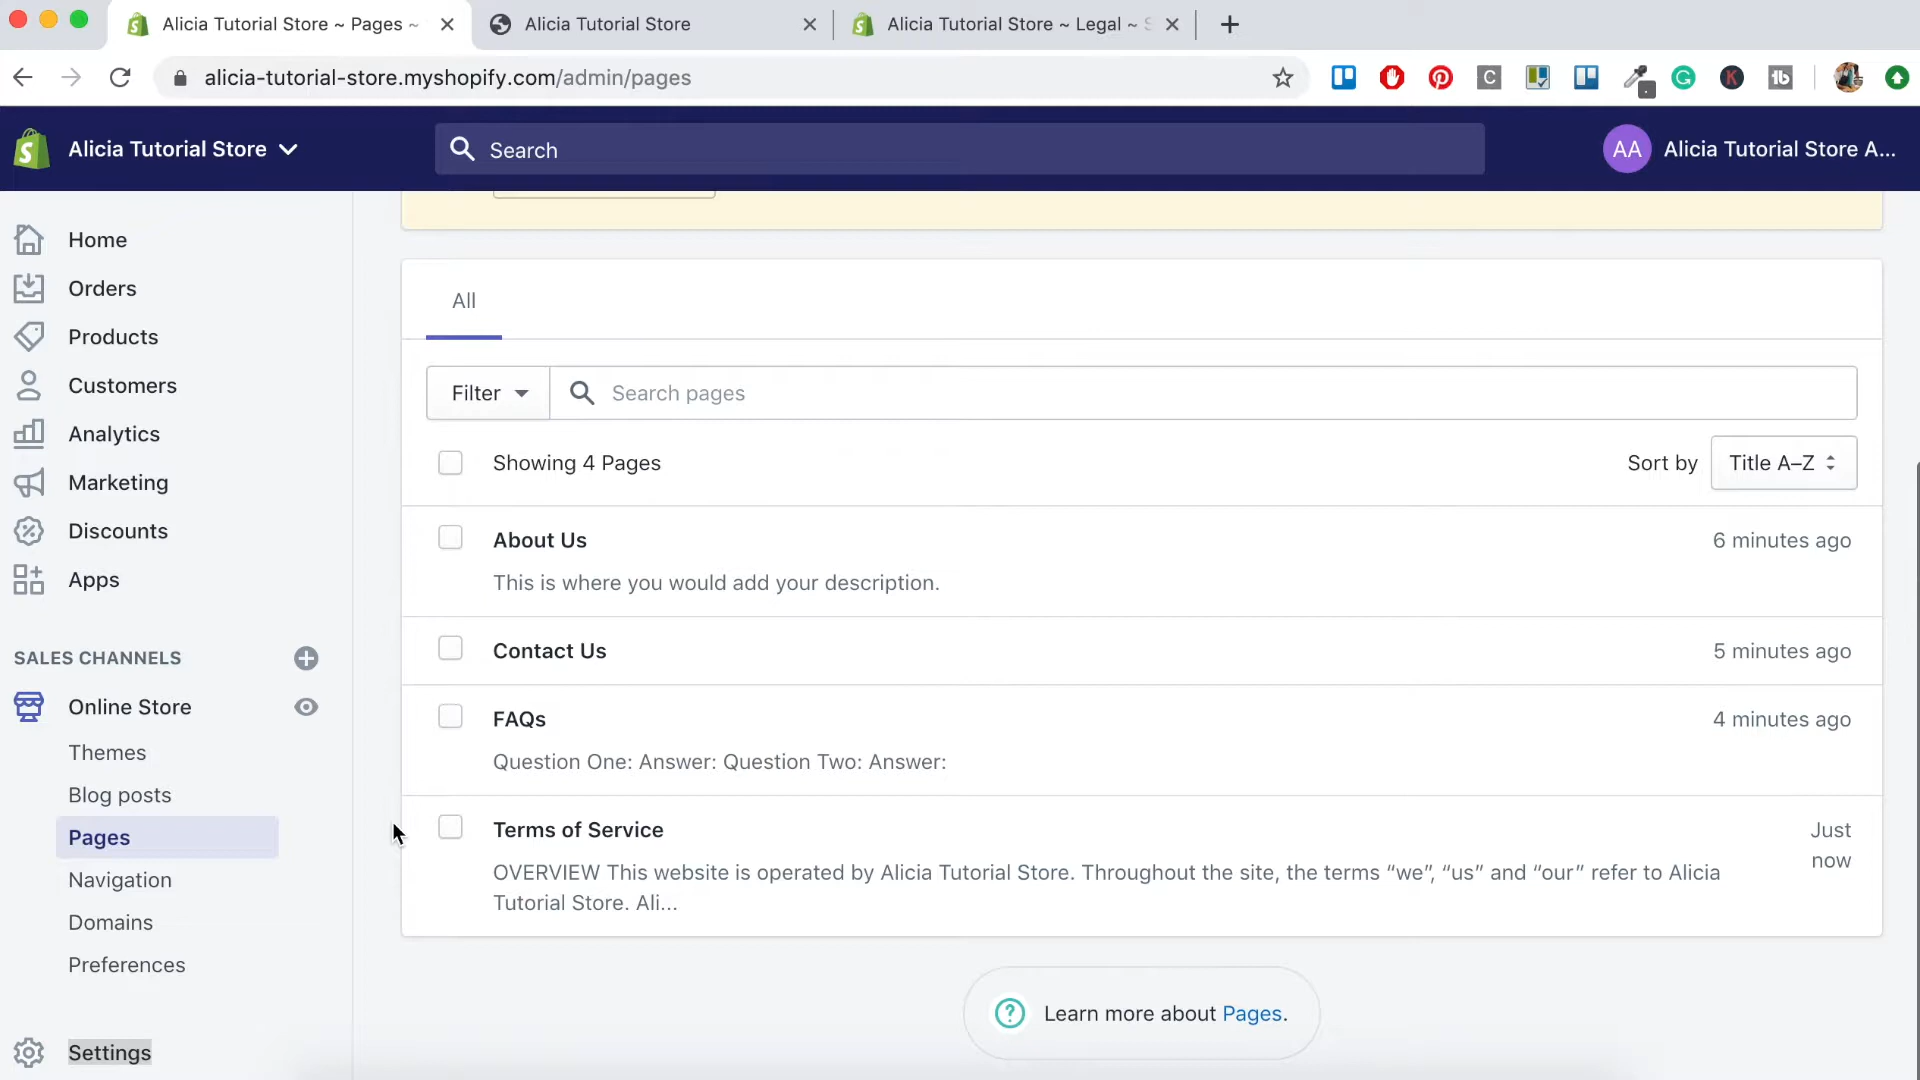 Alicia Tutorial Store ~ Pages ~
Alicia Tutorial Store
Alicia Tutorial Store ~ Legal ~ S
alicia-tutorial-store.myshopify.com/admin/pages
Alicia Tutorial Store
Search
AA
Alicia Tutorial Store A...
Home
Orders
Products
Customers
Analytics
Marketing
Discounts
Apps
SALES CHANNELS
Online Store
Themes
Blog posts
Pages
Navigation
Domains
Preferences
Settings
All
Filter
Search pages
Showing 4 Pages
Sort by
Title A–Z
About Us
6 minutes ago
This is where you would add your description.
Contact Us
5 minutes ago
FAQs
4 minutes ago
Question One: Answer: Question Two: Answer:
Terms of Service
Just
now
OVERVIEW This website is operated by Alicia Tutorial Store. Throughout the site, the terms “we”, “us” and “our” refer to Alicia
Tutorial Store. Ali...
Learn more about Pages.